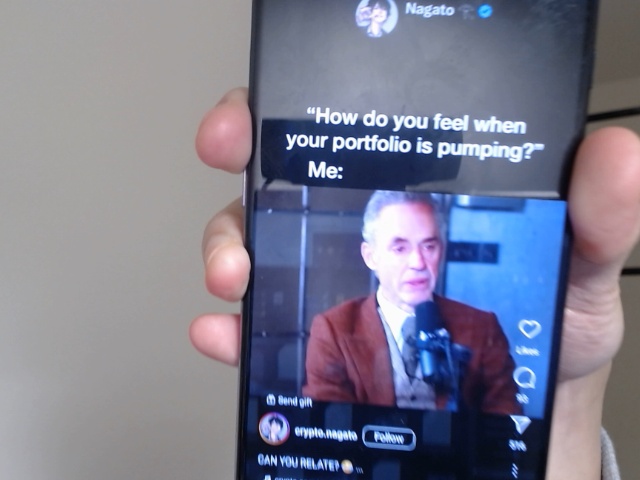 Nagato
“How do you feel when
your portfolio is pumping?”
Me:
Likes
Send gift
crypto.nagato
Follow
CAN YOU RELATE? ...